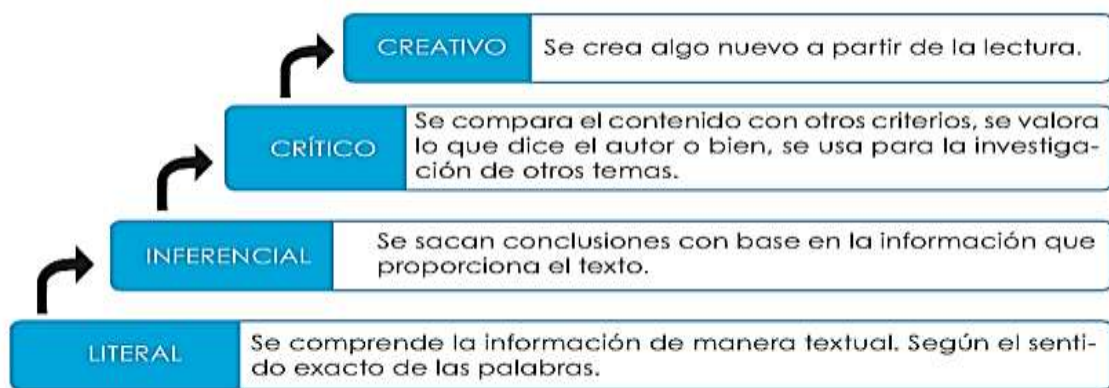 CREATIVO
Se crea algo nuevo a partir de la lectura.
CRÍTICO
Se compara el contenido con otros criterios, se valora
lo que dice el autor o bien, se usa para la investiga-
ción de otros temas.
INFERENCIAL
Se sacan conclusiones con base en la información que
proporciona el texto.
LITERAL
Se comprende la información de manera textual. Según el senti-
do exacto de las palabras.